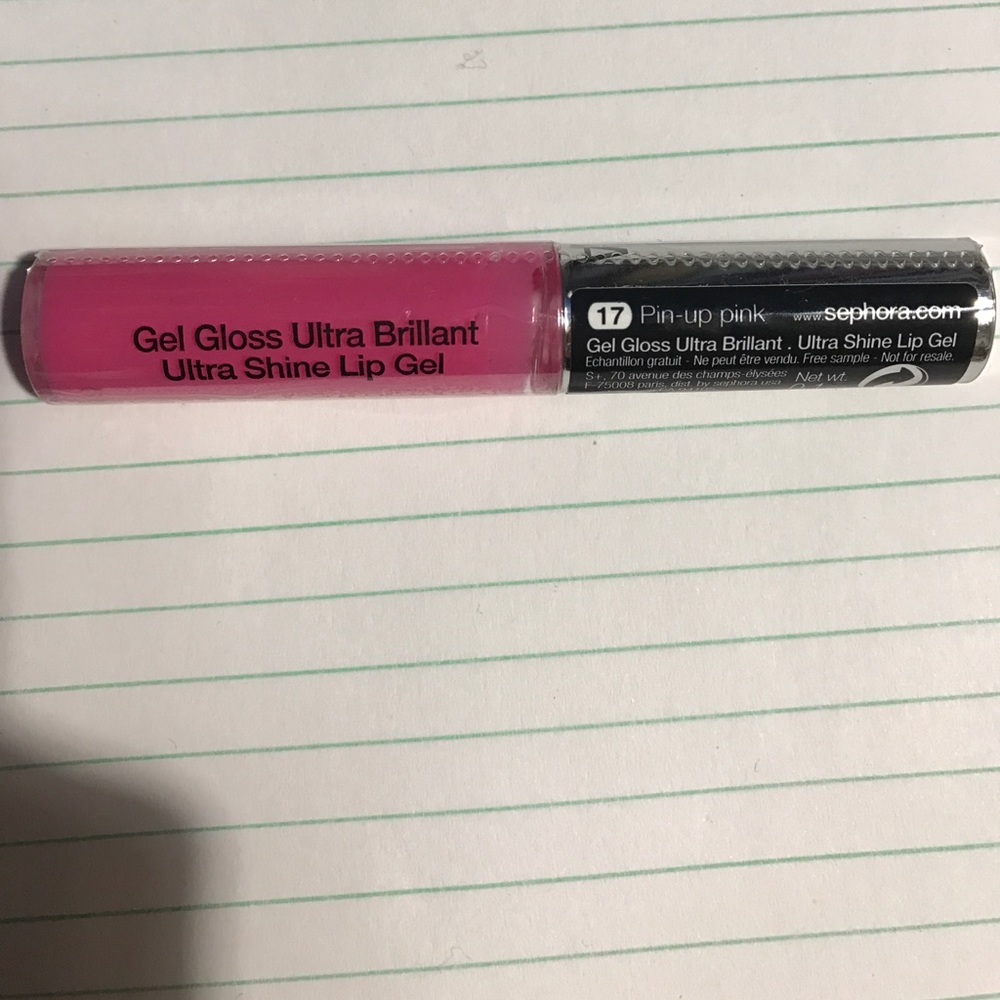 Gel Gloss Ultra Brillant
Ultra Shine Lip Gel
17 Pin-up pink www.sephora.com
Gel Gloss Ultra Brillant . Ultra Shine Lip Gel
Echantillon gratuit - Ne peut être vendu. Free sample - Not for resale.
S+, 70 avenue des champs-élysées
F-75008 paris, dist. by sephora usa
Net wt.